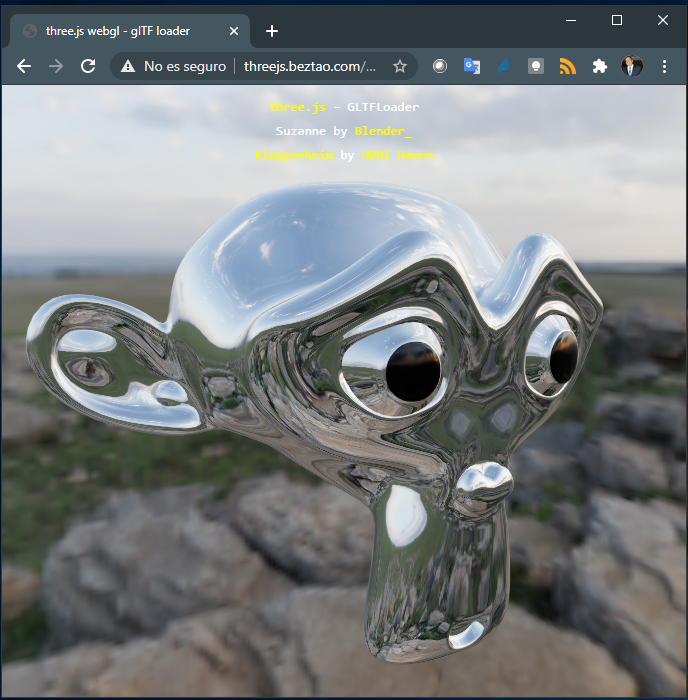 three.js webgl - glTF loader
No es seguro
threejs.beztao.com/...
three.js - GLTFLoader
Suzanne by Blender_
Kloppenheim by HDRI Haven